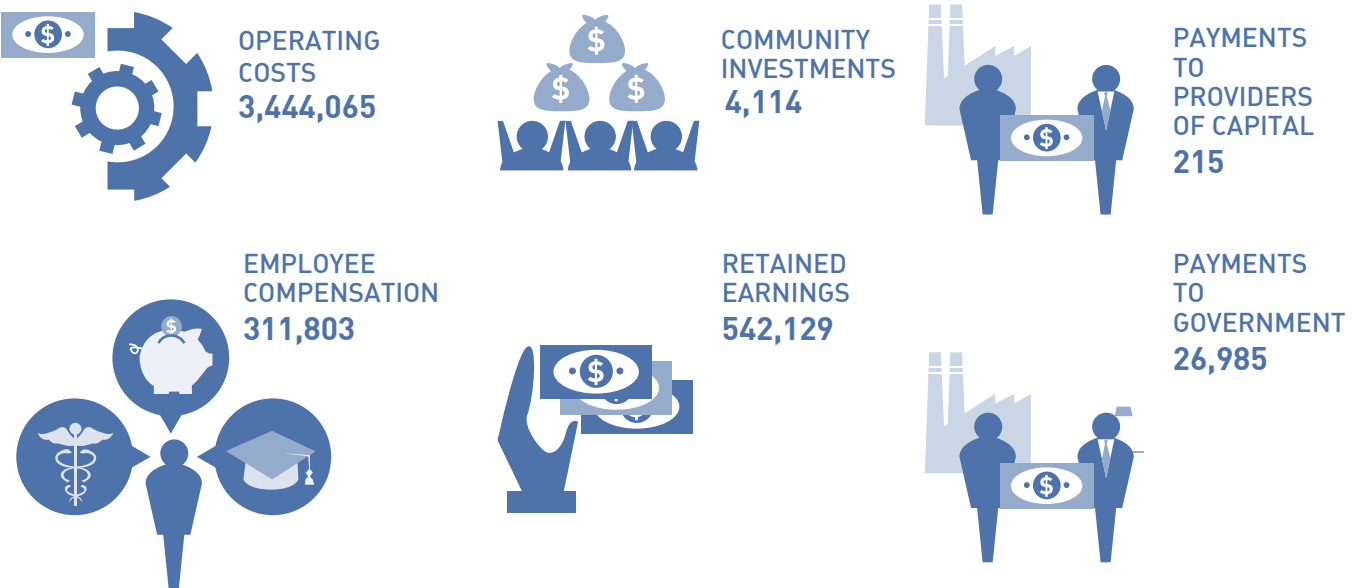 OPERATING
COSTS
3,444,065
COMMUNITY
INVESTMENTS
4,114
PAYMENTS
TO
PROVIDERS
OF CAPITAL
215
EMPLOYEE
COMPENSATION
311,803
RETAINED
EARNINGS
542,129
PAYMENTS
TO
GOVERNMENT
26,985
$
$
$
$
$
$
$
$